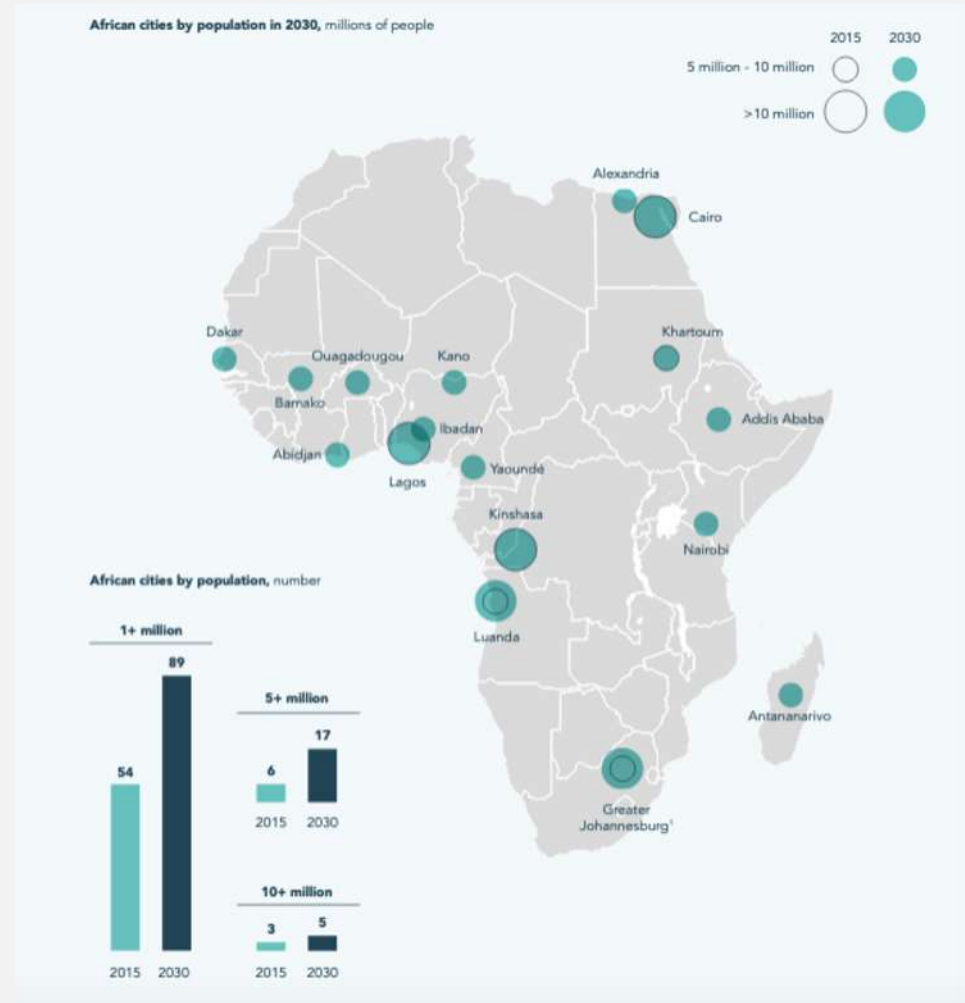 African cities by population in 2030, millions of people
2015 2030
5 million - 10 million
>10 million
Alexandria
Cairo
Dakar
Khartoum
Ouagadougou
Kano
Bamako
Addis Ababa
Ibadan
Abidjan
Yaoundé
Lagos
Kinshasa
Nairobi
Luanda
Antananarivo
Greater
Johannesburg¹
African cities by population, number
1+ million
89
54
2015 2030
5+ million
17
6
2015 2030
10+ million
5
3
2015 2030